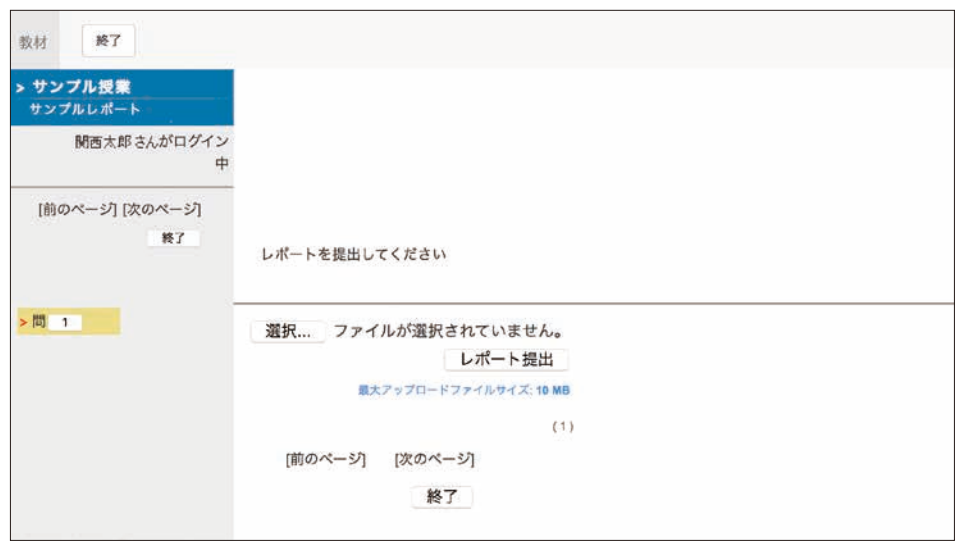 教材 終了
> サンプル授業
サンプルレポート
関西太郎さんがログイン
中
[前のページ] [次のページ]
終了
レポートを提出してください
>問 1
選択... ファイルが選択されていません。
レポート提出
最大アップロードファイルサイズ: 10 MB
(1)
[前のページ] [次のページ]
終了